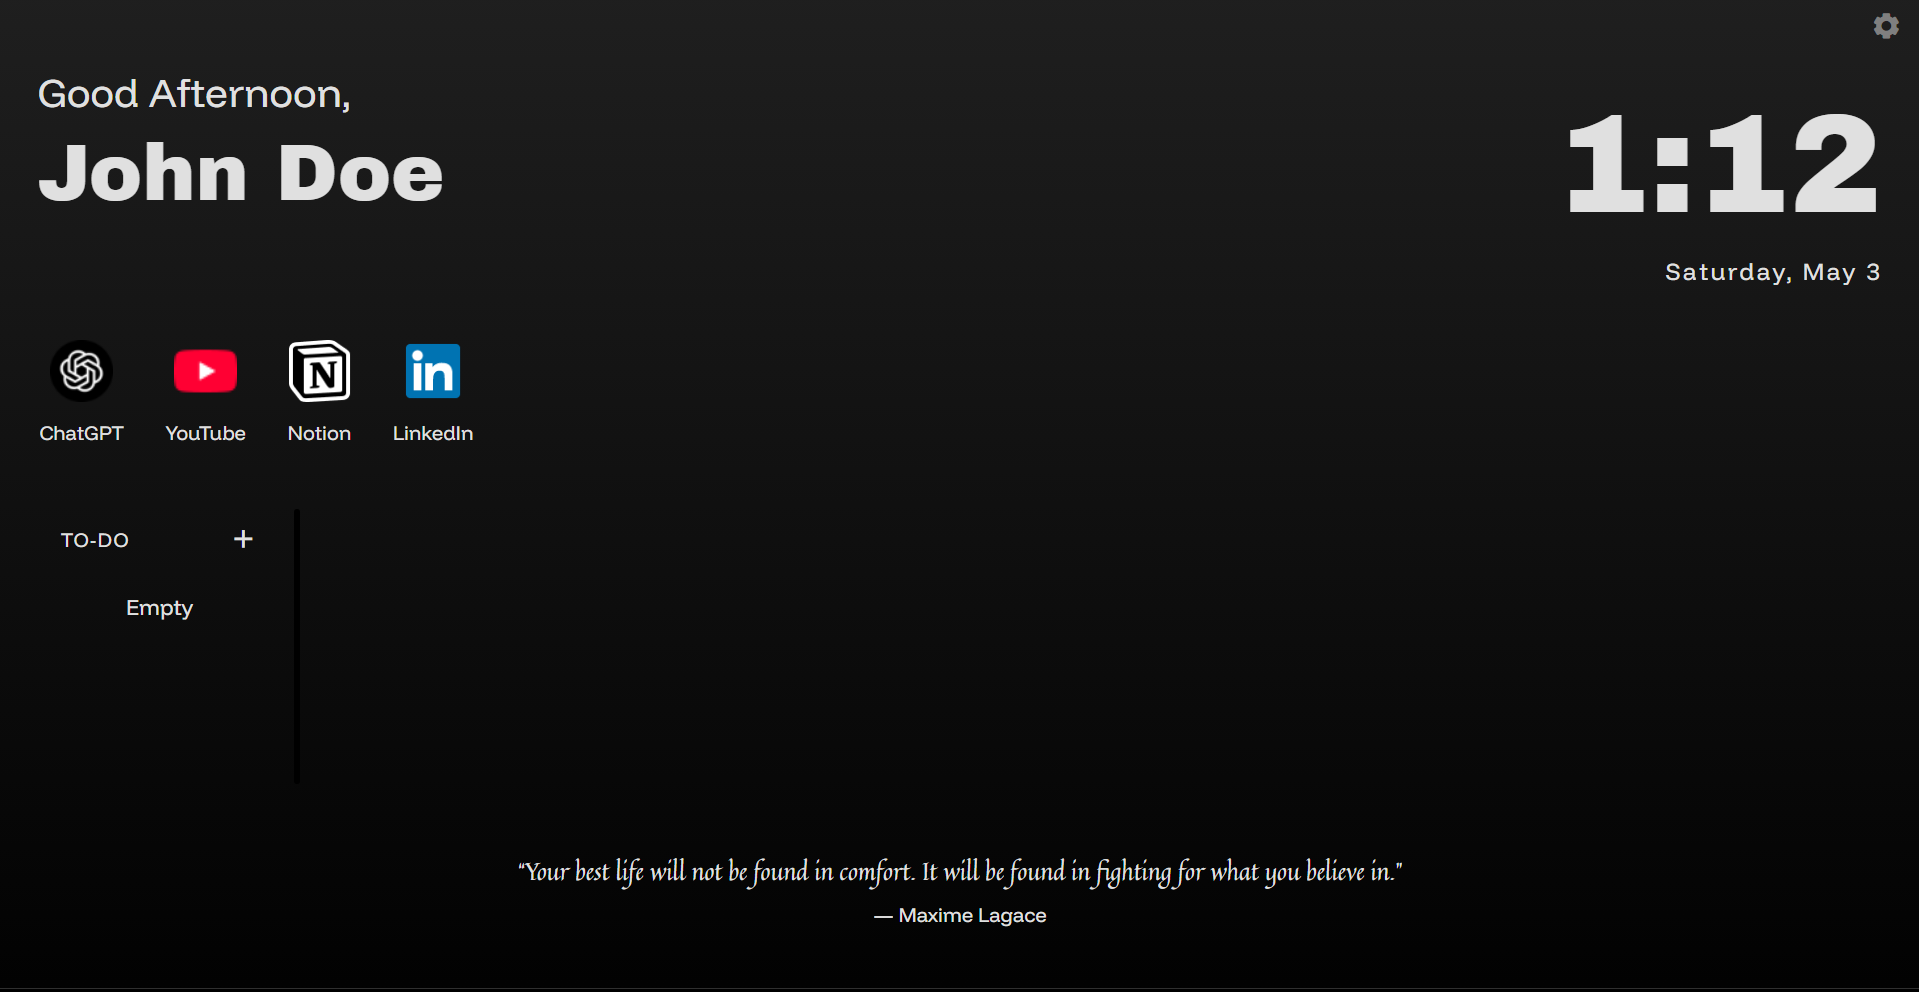 Good Afternoon,
John Doe
1:12
Saturday, May 3
ChatGPT
YouTube
Notion
LinkedIn
TO-DO
+
Empty
“Your best life will not be found in comfort. It will be found in fighting for what you believe in.”
— Maxime Lagace